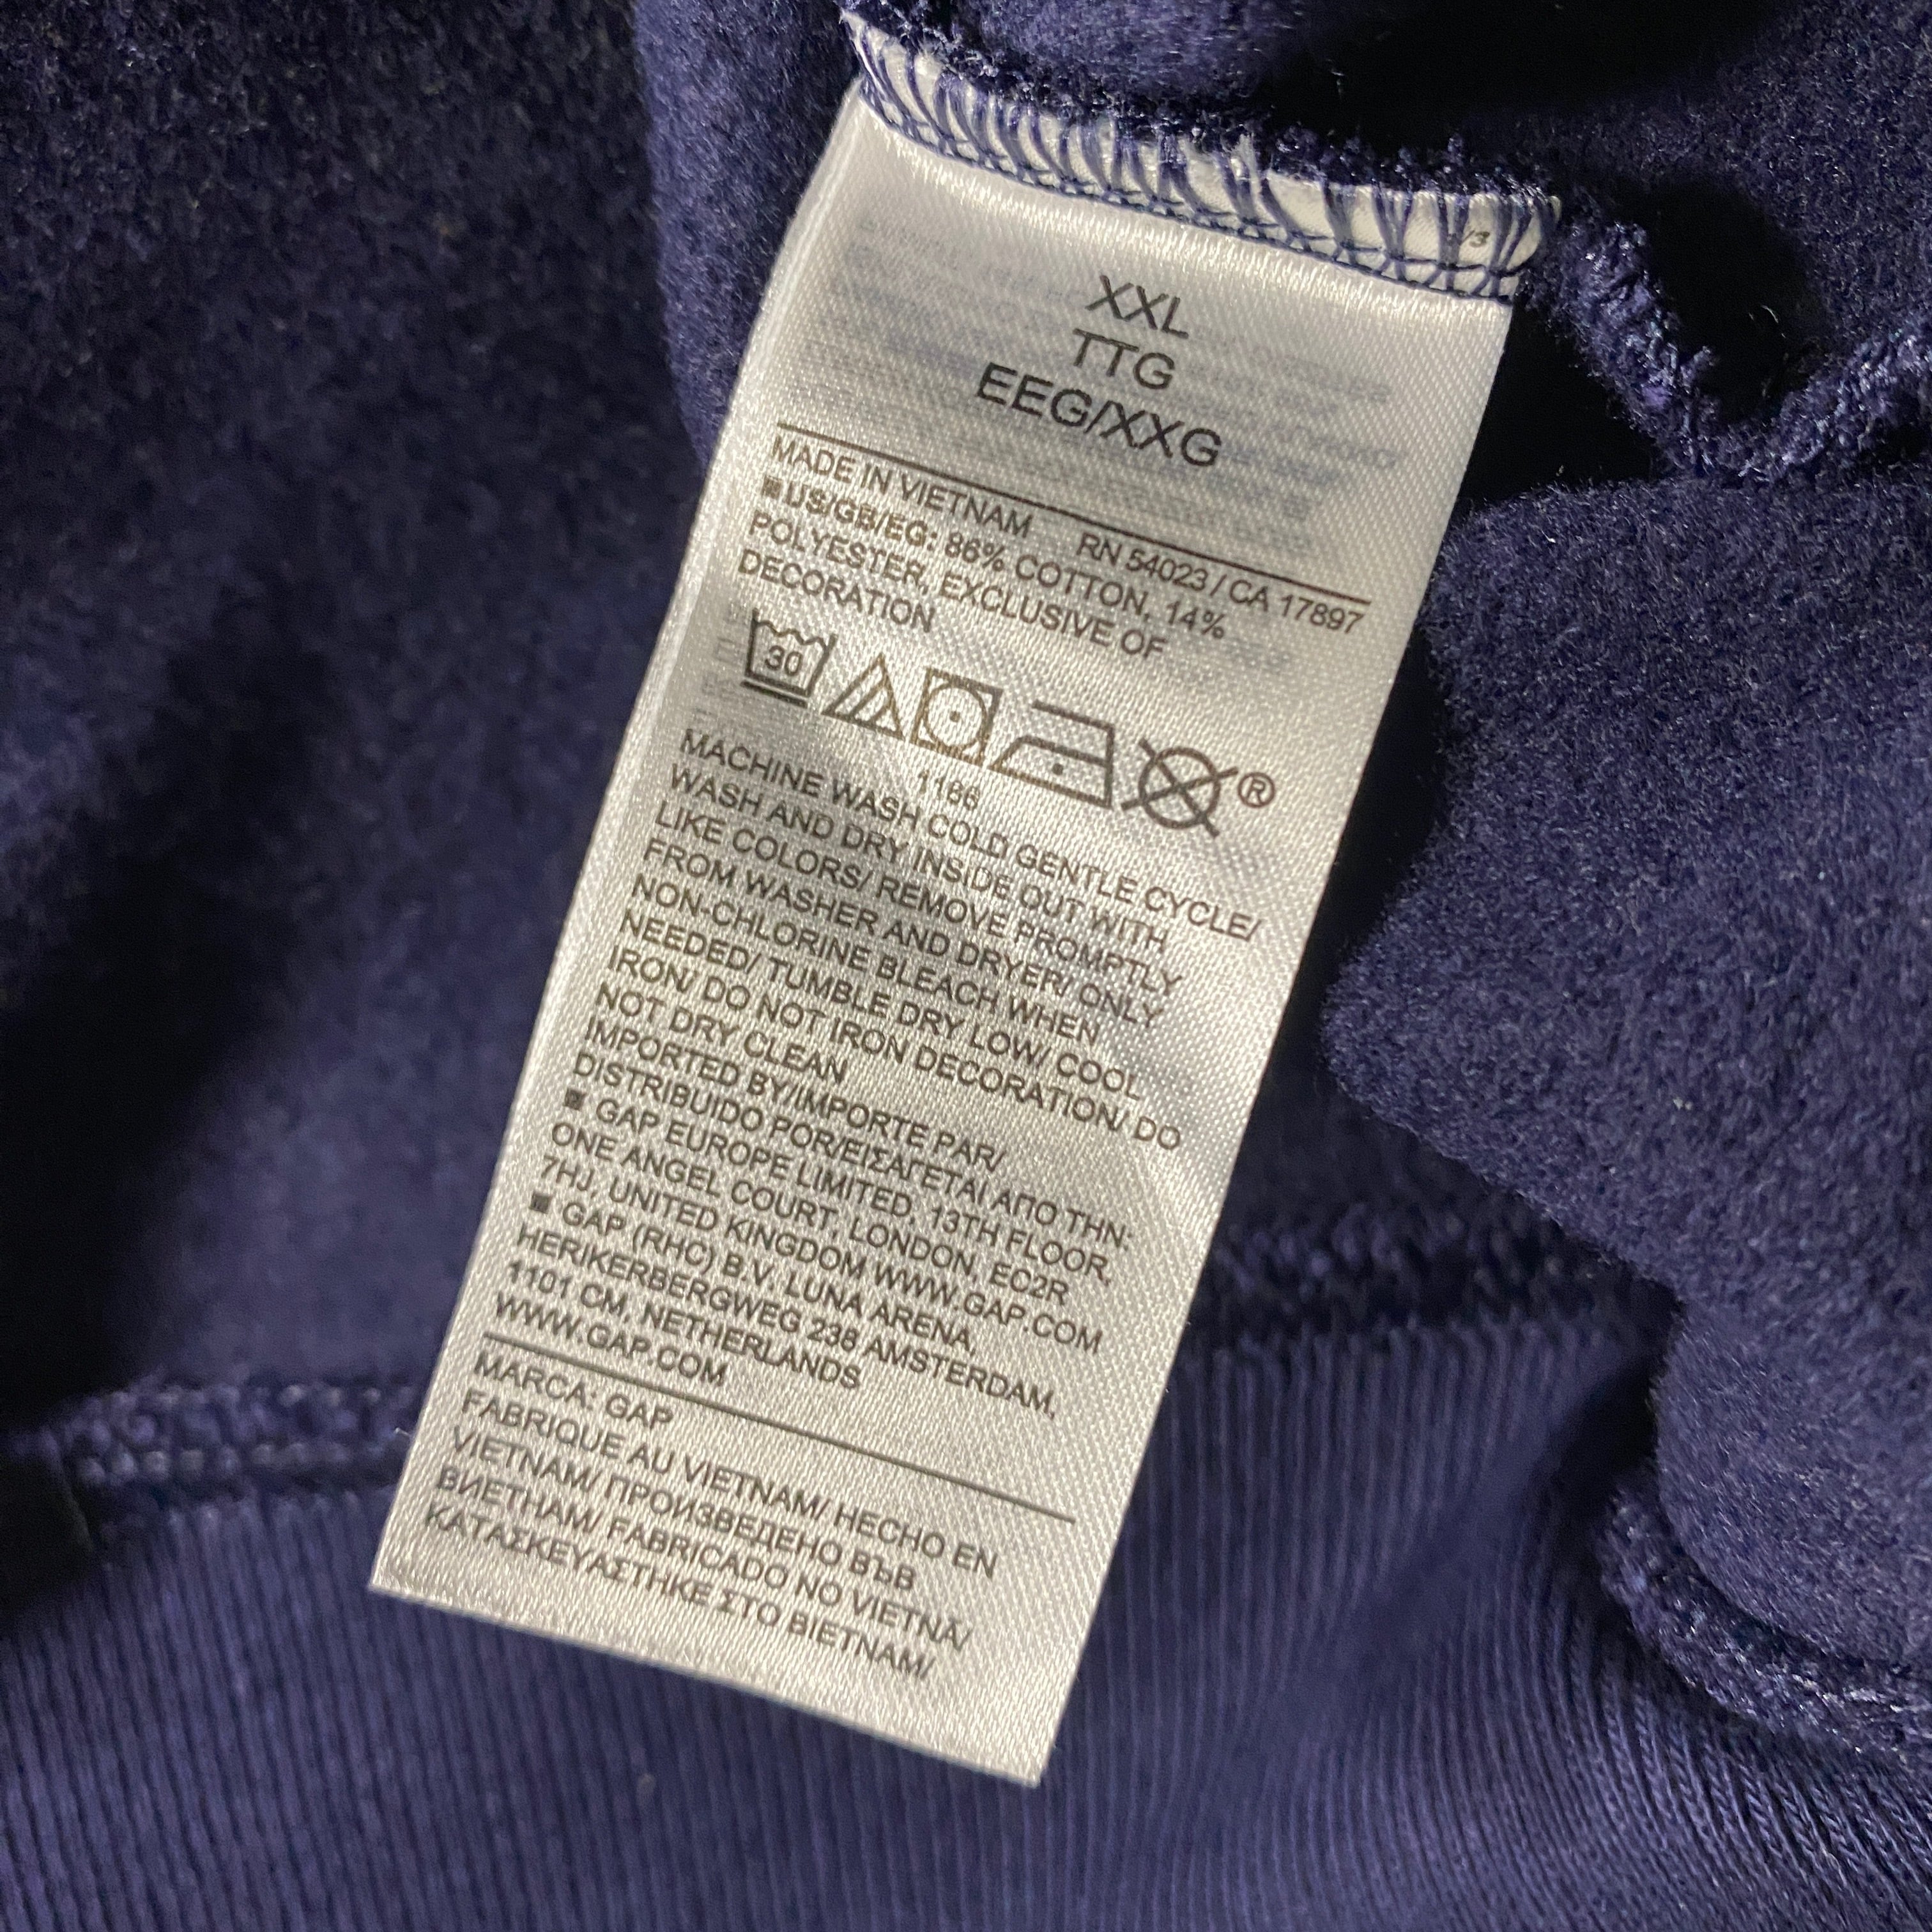 /3
XXL
TTG
EEG/XXG
MADE IN VIETNAM RN 54023 / CA 17897
■US/GB/EG: 86% COTTON, 14%
POLYESTER, EXCLUSIVE OF
DECORATION
30
®
1166
MACHINE WASH COLD GENTLE CYCLE/
WASH AND DRY INSIDE OUT WITH
LIKE COLORS/ REMOVE PROMPTLY
FROM WASHER AND DRYER/ ONLY
NON-CHLORINE BLEACH WHEN
NEEDED/ TUMBLE DRY LOW/ COOL
IRON/ DO NOT IRON DECORATION/ DO
NOT DRY CLEAN
IMPORTED BY/IMPORTE PAR/
DISTRIBUIDO POR/ΕΙΣΑΓΕΤΑΙ ΑΠΟ ΤΗΝ:
■ GAP EUROPE LIMITED, 13TH FLOOR,
ONE ANGEL COURT, LONDON, EC2R
7HJ, UNITED KINGDOM WWW.GAP.COM
■ GAP (RHC) B.V. LUNA ARENA,
HERIKERBERGWEG 238 AMSTERDAM,
1101 CM, NETHERLANDS
WWW.GAP.COM
MARCA: GAP
FABRIQUE AU VIETNAM/ HECHO EN
VIETNAM/ ПРОИЗВЕДЕНО ВЪВ
ВИЕТНАМ/ FABRICADO NO VIETNÃ/
ΚΑΤΑΣΚΕΥΑΣΤΗΚΕ ΣΤΟ ΒΙΕΤΝΑΜ/